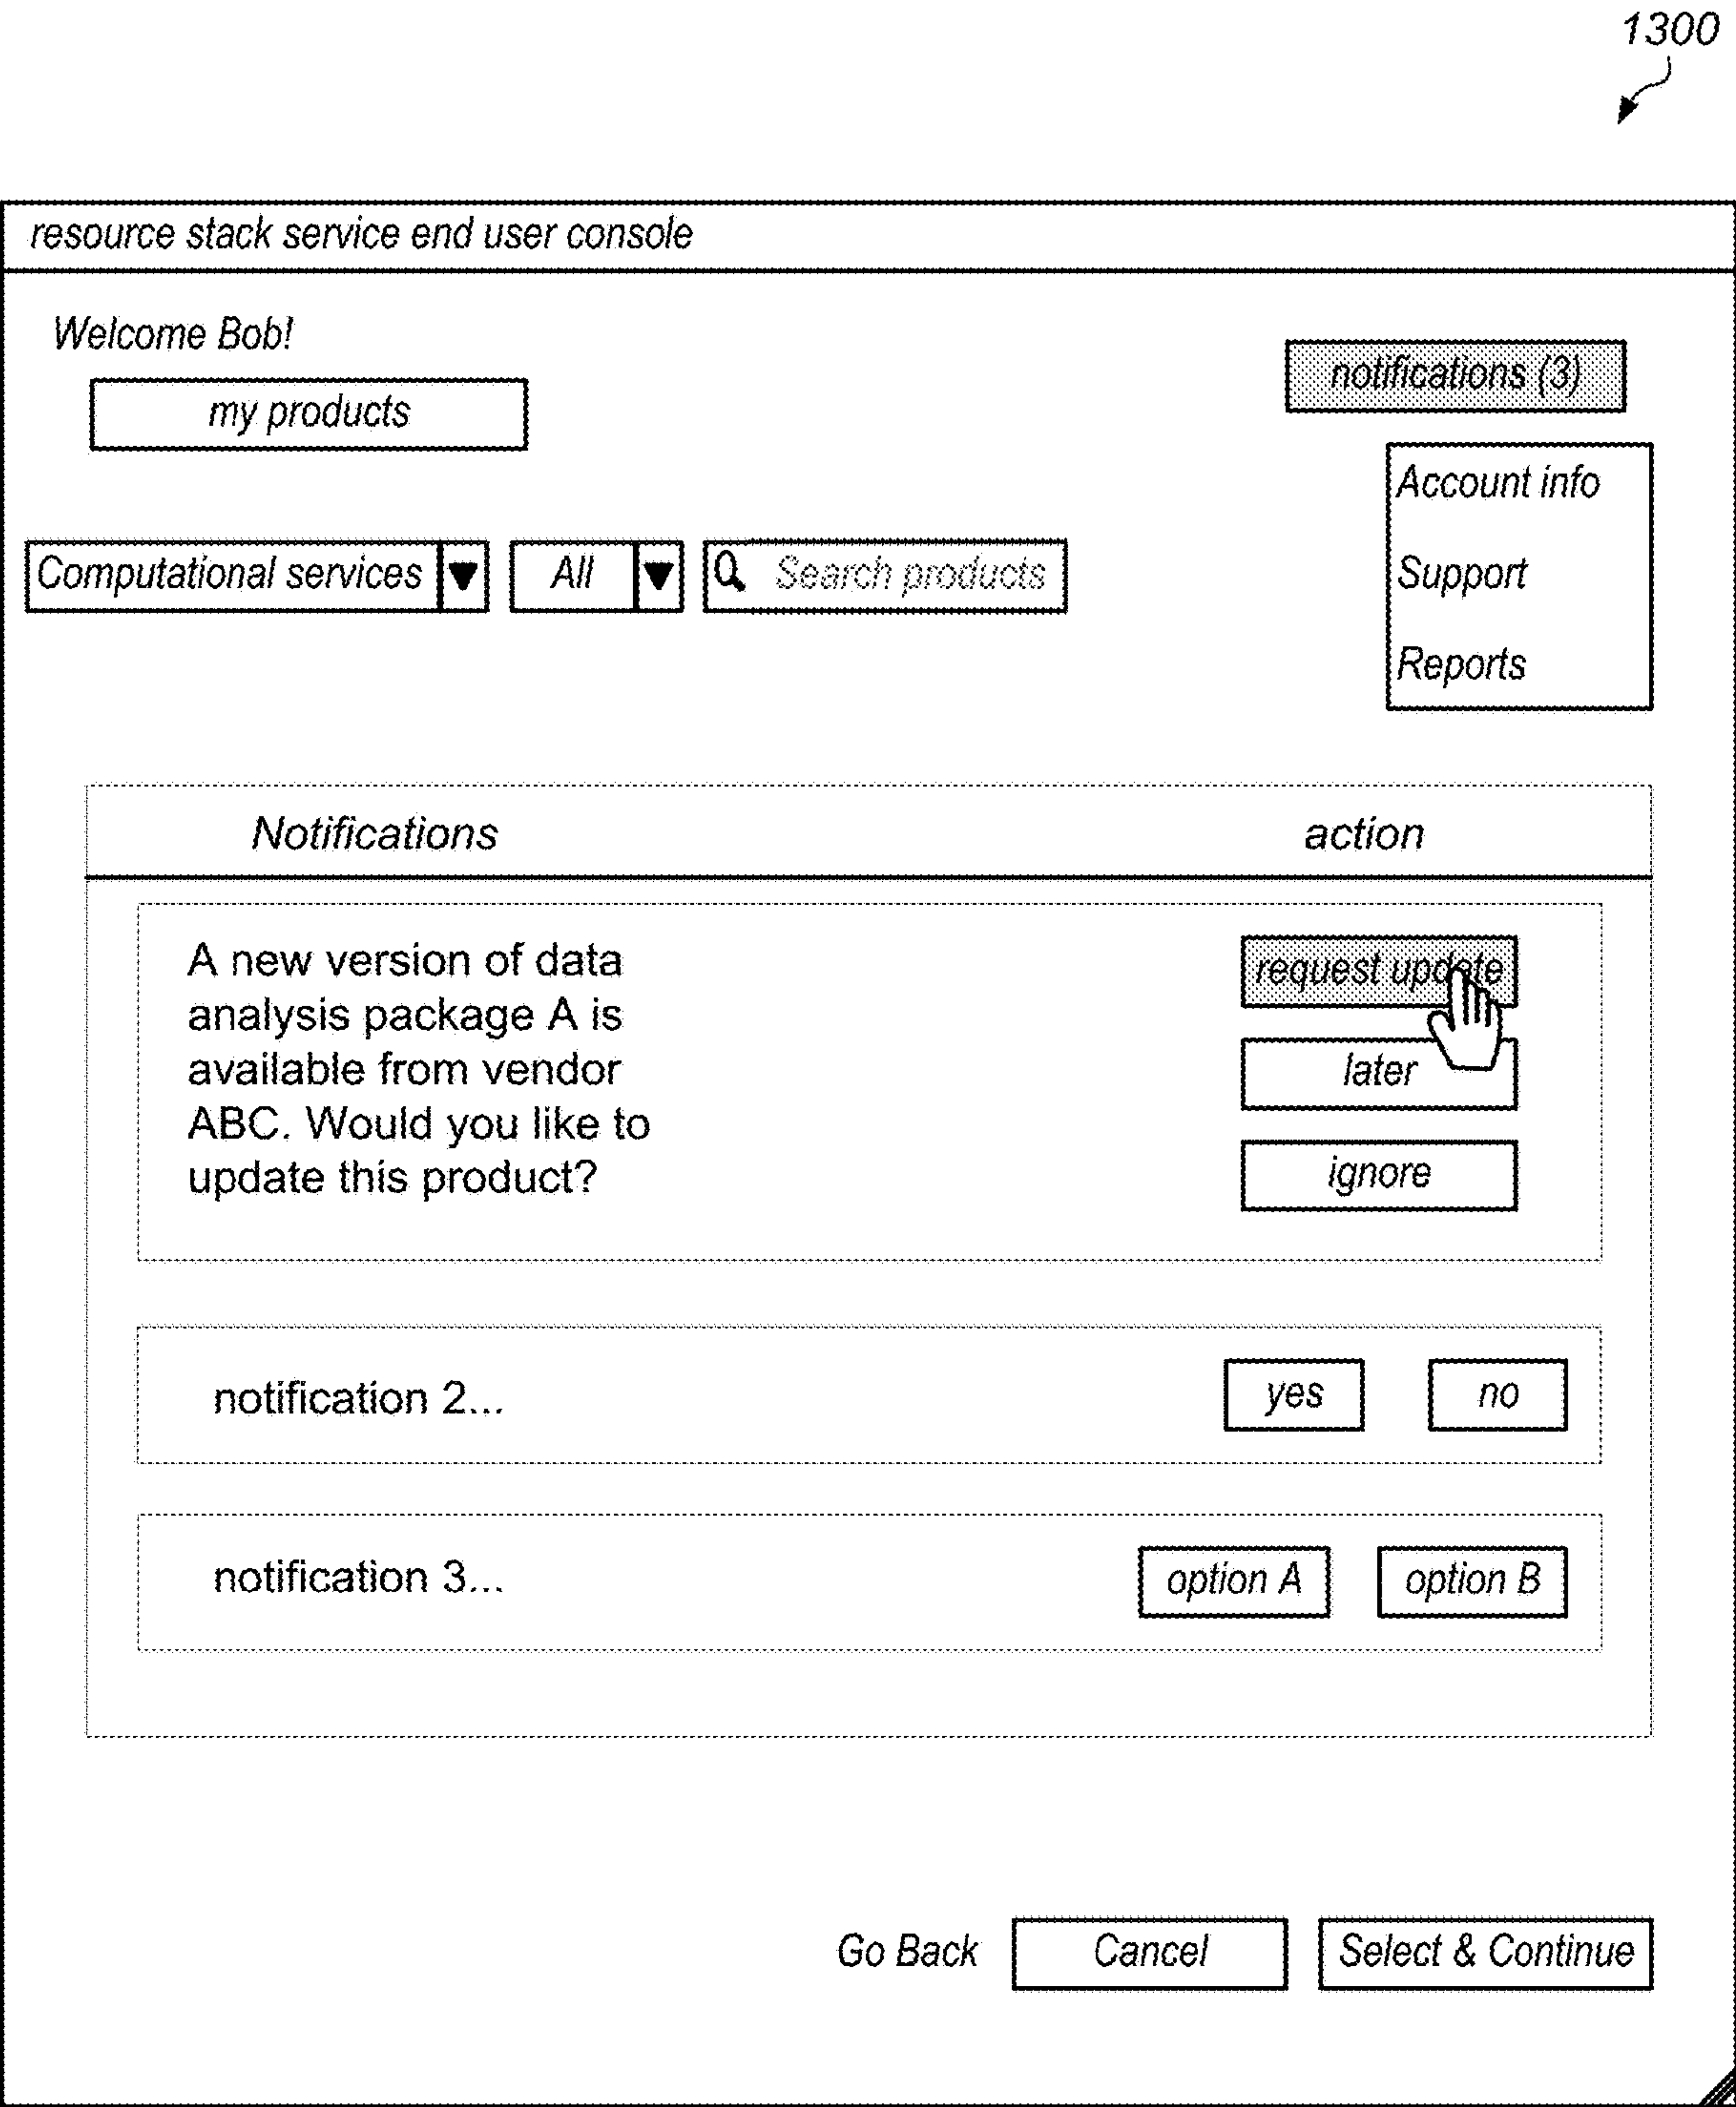 1300
resource stack service end user console
Welcome Bob!
my products
notifications (3)
Account info
Support
Reports
Computational services
All
Search products
Notifications
action
A new version of data
analysis package A is
available from vendor
ABC. Would you like to
update this product?
request update
later
ignore
notification 2...
yes
no
notification 3...
option A
option B
Go Back
Cancel
Select & Continue